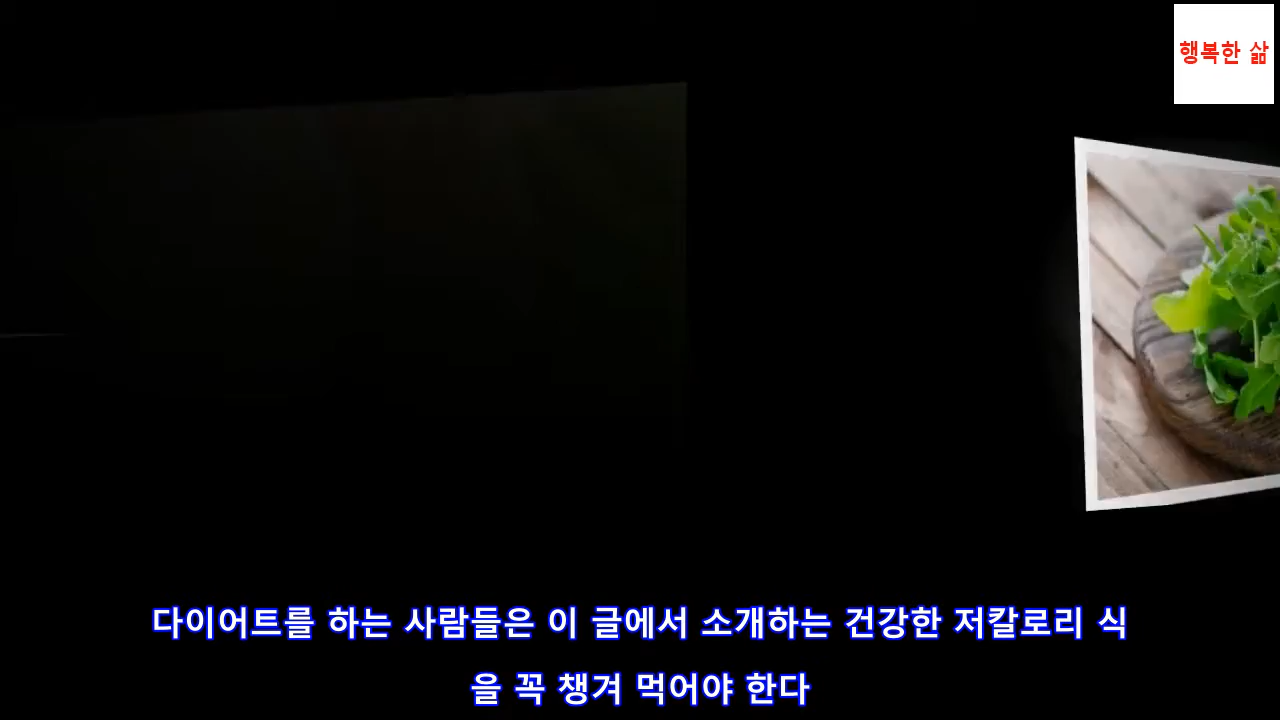 행복한 삶
다이어트를 하는 사람들은 이 글에서 소개하는 건강한 저칼로리 식
을 꼭 챙겨 먹어야 한다